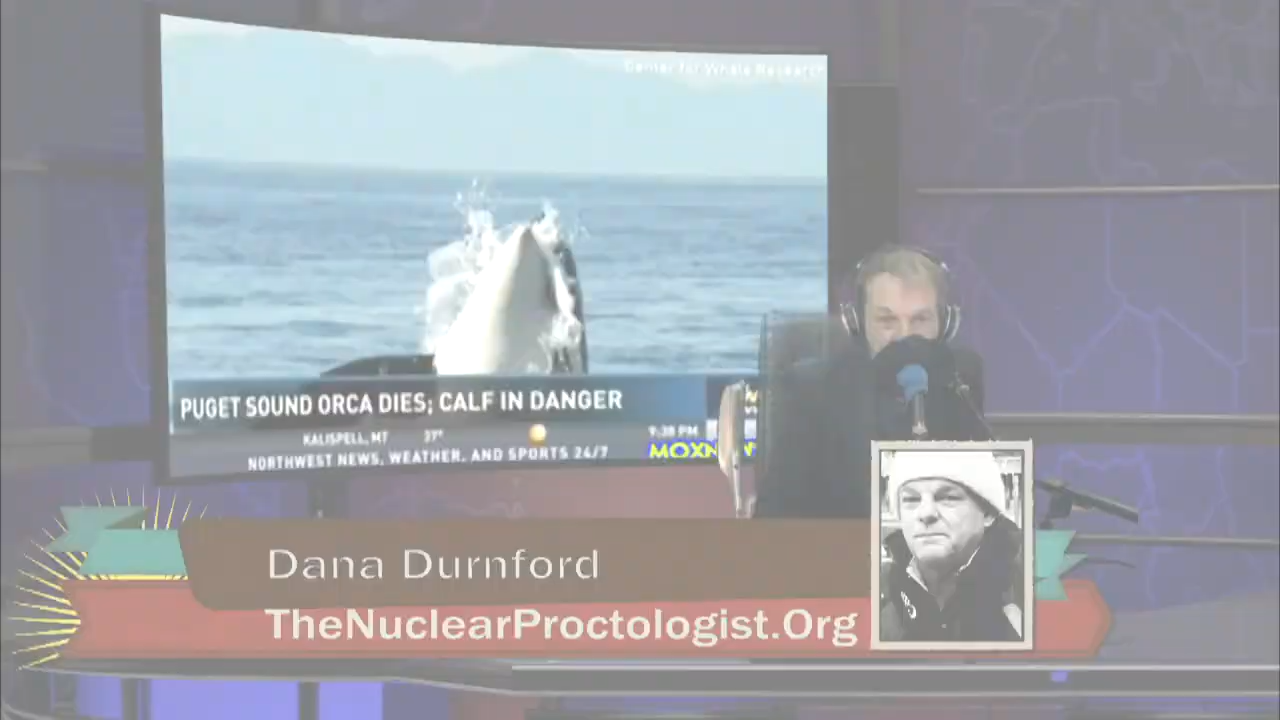 Center for Whale Research
PUGET SOUND ORCA DIES; CALF IN DANGER
KALISPELL, MT 37°
9:38 PM
NORTHWEST NEWS, WEATHER, AND SPORTS 24/7
Dana Durnford
TheNuclearProctologist.Org